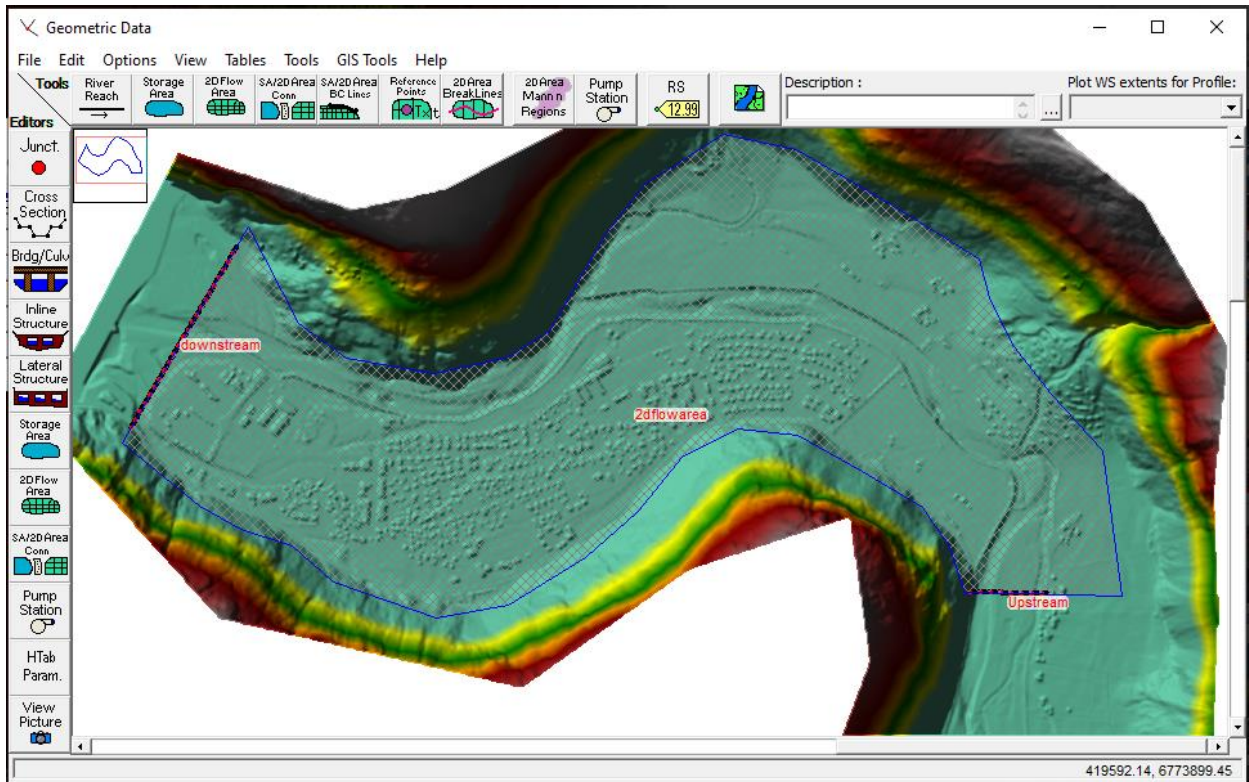 Geometric Data
File Edit Options View Tables Tools GIS Tools Help
Tools
Editors
River
Reach
Storage
Area
2D Flow
Area
SA/2D Area
Conn
SA/2D Area
BC Lines
Reference
Points
2D Area
BreakLines
2D Area
Mann n
Regions
Pump
Station
RS
12.99
Description :
...
Plot WS extents for Profile:
Junct.
Cross
Section
Brdg/Culv
Inline
Structure
Lateral
Structure
Storage
Area
2D Flow
Area
SA/2D Area
Conn
Pump
Station
HTab
Param.
View
Picture
downstream
2dflowarea
Upstream
419592.14, 6773899.45